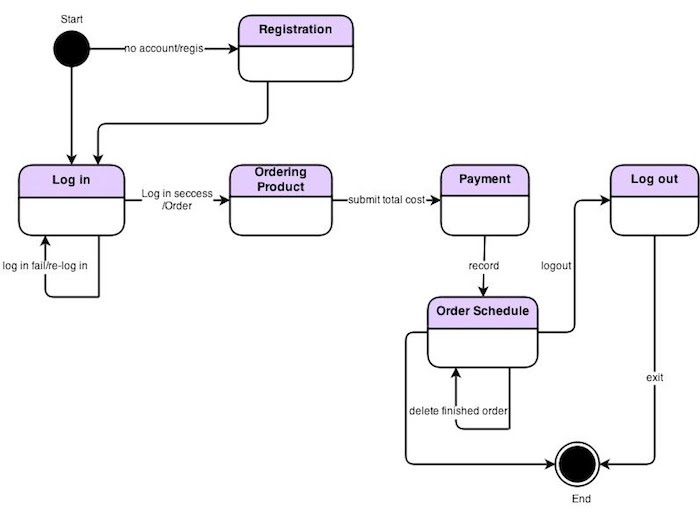 Start
no account/regis
Registration
Log in
Log in seccess
/Order
Ordering
Product
submit total cost
Payment
Log out
log in fail/re-log in
record
logout
Order Schedule
exit
delete finished order
End